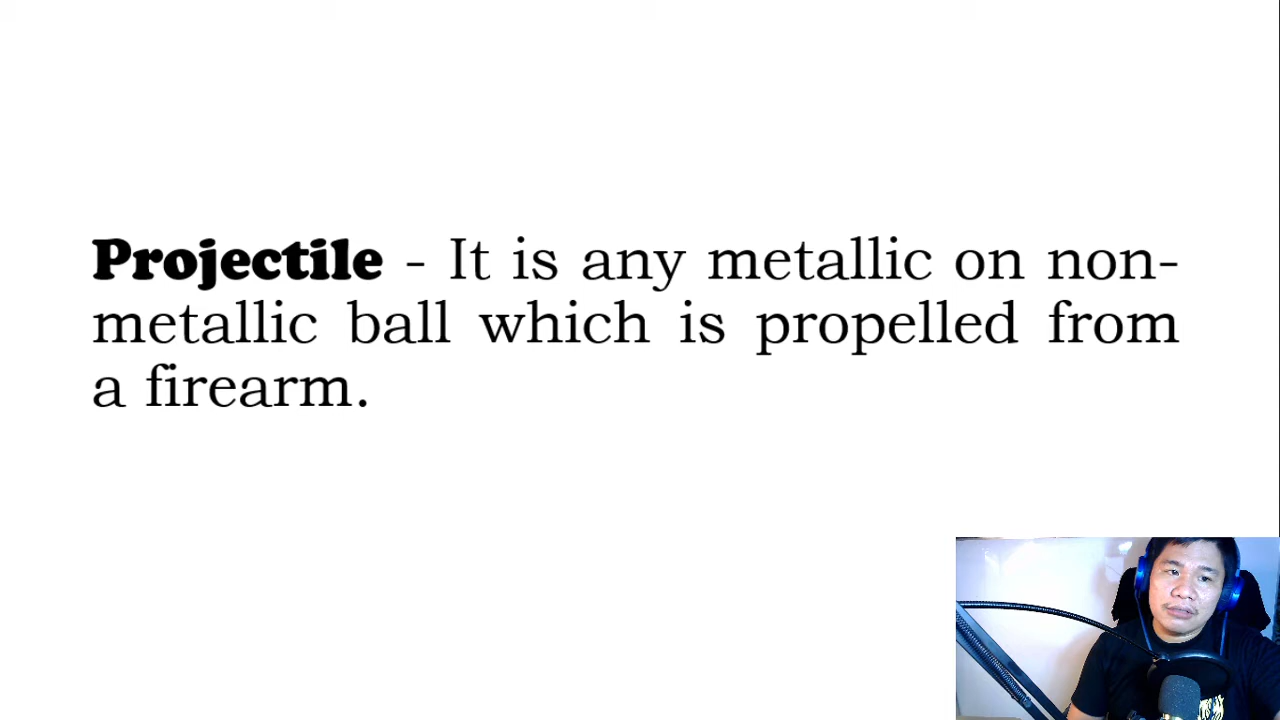 Projectile - It is any metallic on non-
metallic ball which is propelled from
a firearm.